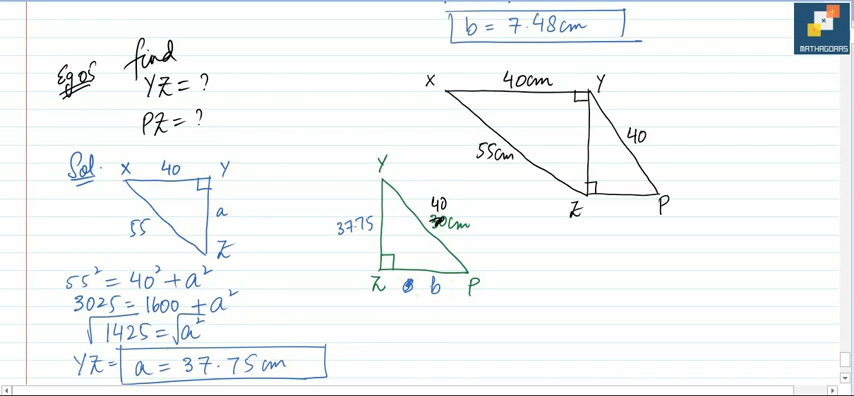 b = 7.48cm
MATHAGORAS
Eg 05
find
YZ = ?
PZ = ?
X 40cm Y
55cm
40
Z P
Sol.
X 40 Y
55
a
Z
Y
37.75
40
cm
Z b P
55² = 40² + a²
3025 = 1600 + a²
√1425 = √a²
YZ = a = 37.75cm